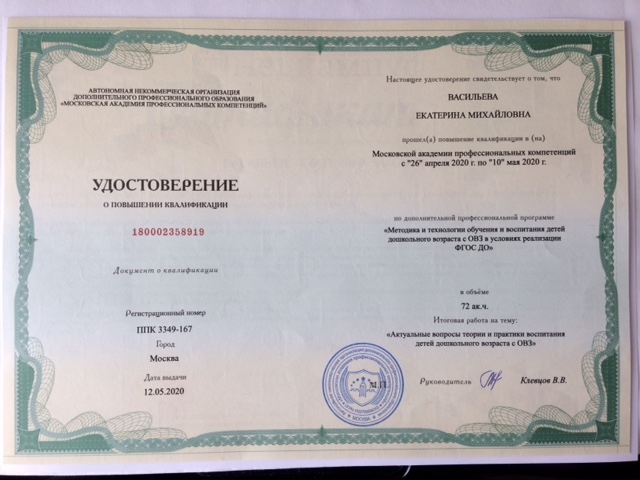 АВТОНОМНАЯ НЕКОММЕРЧЕСКАЯ ОРГАНИЗАЦИЯ
ДОПОЛНИТЕЛЬНОГО ПРОФЕССИОНАЛЬНОГО ОБРАЗОВАНИЯ
«МОСКОВСКАЯ АКАДЕМИЯ ПРОФЕССИОНАЛЬНЫХ КОМПЕТЕНЦИЙ»
УДОСТОВЕРЕНИЕ
О ПОВЫШЕНИИ КВАЛИФИКАЦИИ
180002358919
Документ о квалификации
Регистрационный номер
ППК 3349-167
Город
Москва
Дата выдачи
12.05.2020
Настоящее удостоверение свидетельствует о том, что
ВАСИЛЬЕВА
ЕКАТЕРИНА МИХАЙЛОВНА
прошел(а) повышение квалификации в (на)
Московской академии профессиональных компетенций
с "26" апреля 2020 г. по "10" мая 2020 г.
по дополнительной профессиональной программе
«Методика и технологии обучения и воспитания детей
дошкольного возраста с ОВЗ в условиях реализации
ФГОС ДО»
в объёме
72 ак.ч.
Итоговая работа на тему:
«Актуальные вопросы теории и практики воспитания
детей дошкольного возраста с ОВЗ»
М.П.
Руководитель Клевцов В.В.